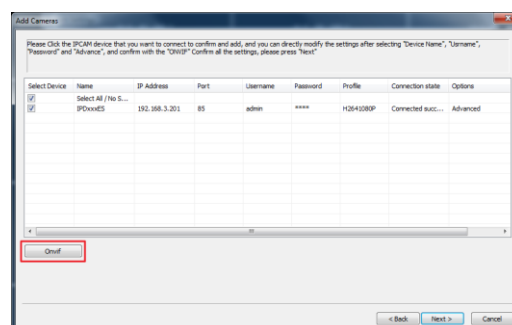 Add Cameras
Please Click the IPCAM device that you want to connect to confirm and add, and you can directly modify the settings after selecting "Device Name", "Usrname",
"Password" and "Advance", and confirm with the "ONVIF" Confirm all the settings, please press "Next"
Select Device Name IP Address Port Username Password Profile Connection state Options
Select All / No S...
IPDxxxES 192.168.3.201 85 admin **** H2641080P Connected succ... Advanced
Onvif
< Back Next > Cancel